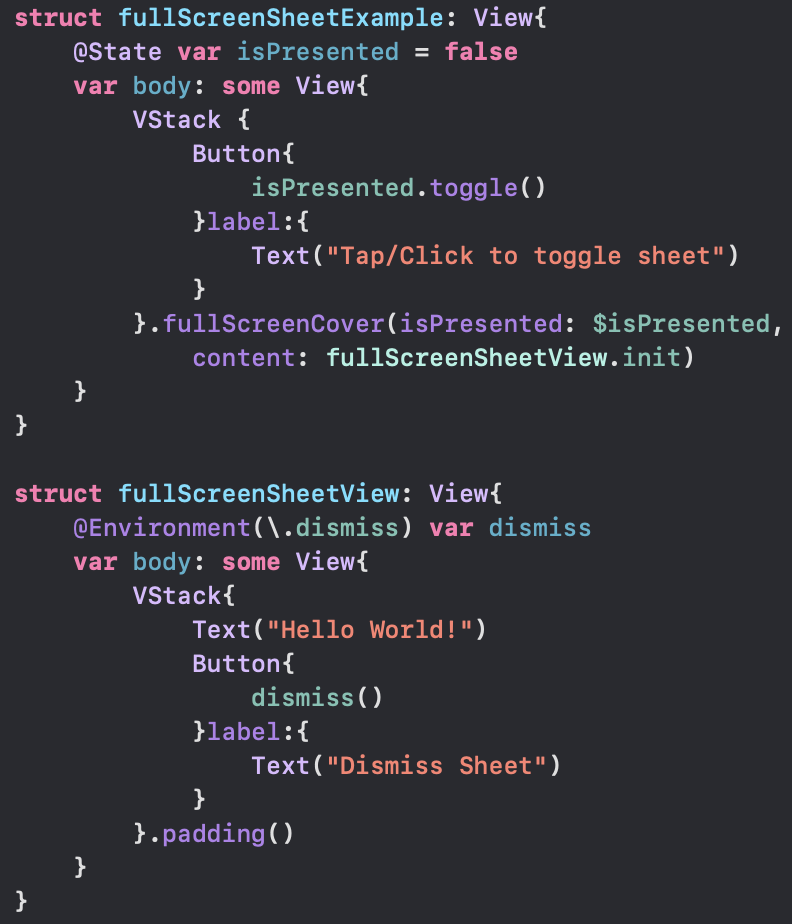 struct fullScreenSheetExample: View{
    @State var isPresented = false
    var body: some View{
        VStack {
            Button{
                isPresented.toggle()
            }label:{
                Text("Tap/Click to toggle sheet")
            }
        }.fullScreenCover(isPresented: $isPresented,
            content: fullScreenSheetView.init)
    }
}

struct fullScreenSheetView: View{
    @Environment(\.dismiss) var dismiss
    var body: some View{
        VStack{
            Text("Hello World!")
            Button{
                dismiss()
            }label:{
                Text("Dismiss Sheet")
            }
        }.padding()
    }
}